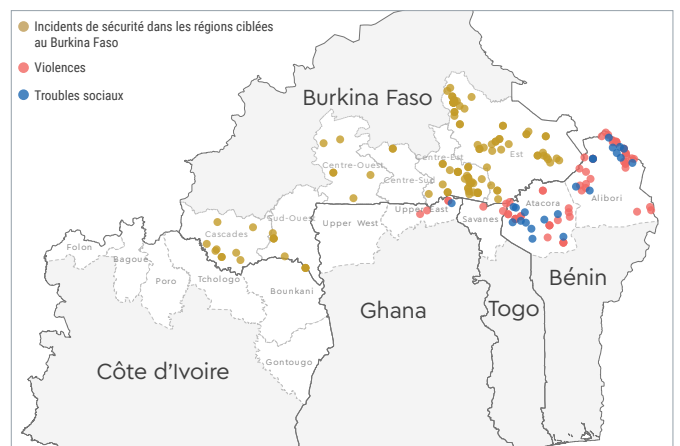 Incidents de sécurité dans les régions ciblées
au Burkina Faso
Violences
Troubles sociaux
Burkina Faso
Centre-Ouest
Centre-Sud
Centre-Est
Est
Alibori
Atacora
Upper East
Upper West
Savanes
Sud-Ouest
Cascades
Folon
Bagoue
Poro
Tchologo
Bounkani
Gontougo
Bénin
Togo
Ghana
Côte d'Ivoire